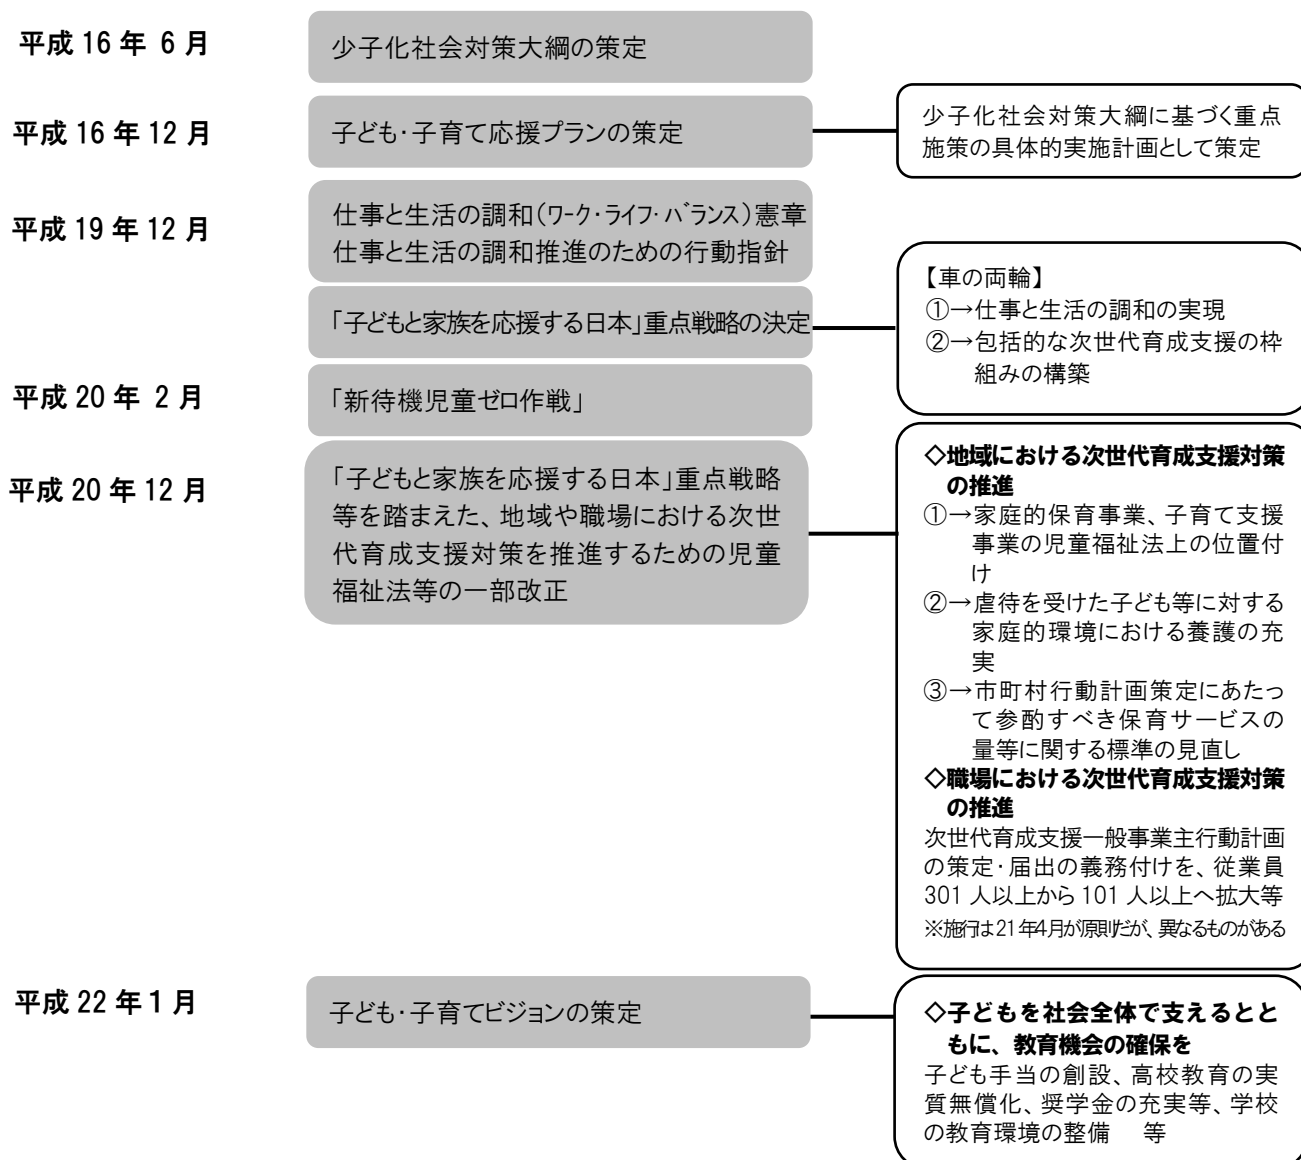 平成 16 年 6 月
少子化社会対策大綱の策定
平成 16 年 12 月
子ども・子育て応援プランの策定
少子化社会対策大綱に基づく重点
施策の具体的実施計画として策定
平成 19 年 12 月
仕事と生活の調和(ワーク・ライフ・バランス)憲章
仕事と生活の調和推進のための行動指針
「子どもと家族を応援する日本」重点戦略の決定
【車の両輪】
①→仕事と生活の調和の実現
②→包括的な次世代育成支援の枠
組みの構築
平成 20 年 2 月
「新待機児童ゼロ作戦」
平成 20 年 12 月
「子どもと家族を応援する日本」重点戦略
等を踏まえた、地域や職場における次世
代育成支援対策を推進するための児童
福祉法等の一部改正
◇地域における次世代育成支援対策
の推進
①→家庭的保育事業、子育て支援
事業の児童福祉法上の位置付
け
②→虐待を受けた子ども等に対する
家庭的環境における養護の充
実
③→市町村行動計画策定にあたっ
て参酌すべき保育サービスの
量等に関する標準の見直し
◇職場における次世代育成支援対策
の推進
次世代育成支援一般事業主行動計画
の策定・届出の義務付けを、従業員
301 人以上から 101 人以上へ拡大等
※施行は21年4月が原則だが、異なるものがある
平成 22 年 1 月
子ども・子育てビジョンの策定
◇子どもを社会全体で支えるとと
もに、教育機会の確保を
子ども手当の創設、高校教育の実
質無償化、奨学金の充実等、学校
の教育環境の整備 等